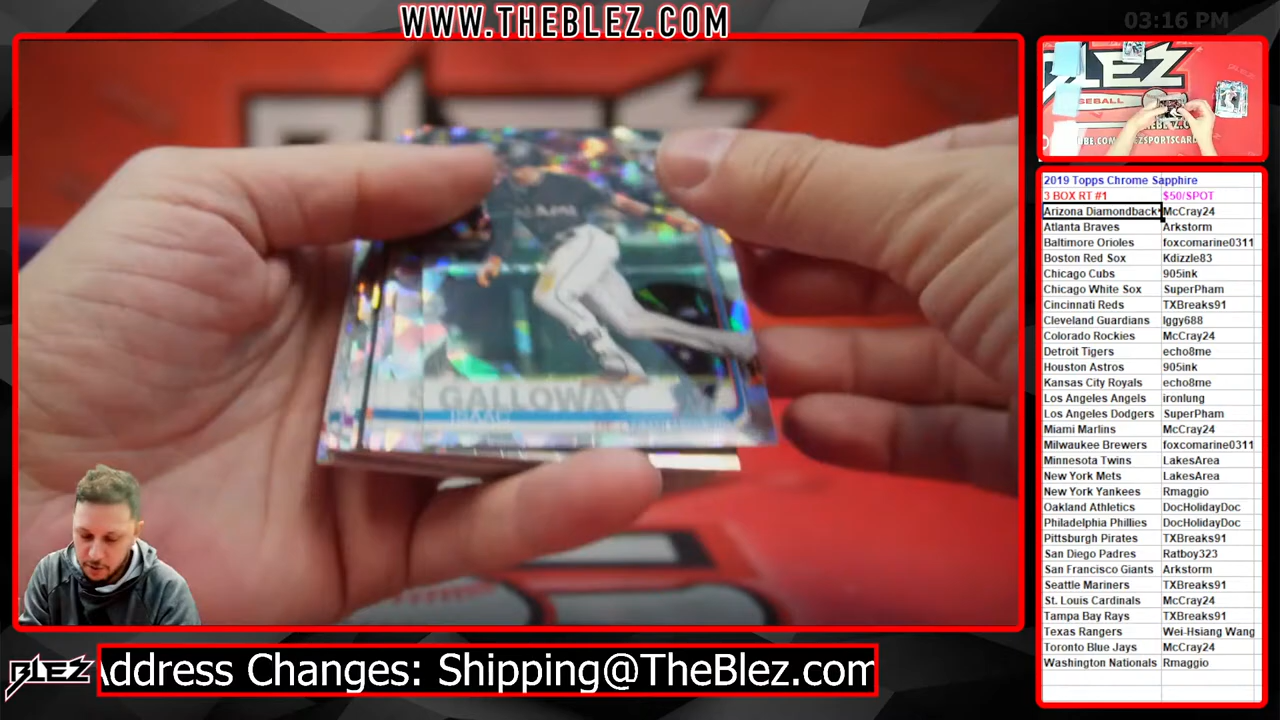 WWW.THEBLEZ.COM
03:16 PM
LEZ
BASEBALL
2019 Topps Chrome Sapphire
3 BOX RT #1 $50/SPOT
Arizona Diamondback McCray24
Atlanta Braves Arkstorm
Baltimore Orioles foxcomarine0311
Boston Red Sox Kdizzle83
Chicago Cubs 905ink
Chicago White Sox SuperPham
Cincinnati Reds TXBreaks91
Cleveland Guardians Iggy688
Colorado Rockies McCray24
Detroit Tigers echo8me
Houston Astros 905ink
Kansas City Royals echo8me
Los Angeles Angels ironlung
Los Angeles Dodgers SuperPham
Miami Marlins McCray24
Milwaukee Brewers foxcomarine0311
Minnesota Twins LakesArea
New York Mets LakesArea
New York Yankees Rmaggio
Oakland Athletics DocHolidayDoc
Philadelphia Phillies DocHolidayDoc
Pittsburgh Pirates TXBreaks91
San Diego Padres Ratboy323
San Francisco Giants Arkstorm
Seattle Mariners TXBreaks91
St. Louis Cardinals McCray24
Tampa Bay Rays TXBreaks91
Texas Rangers Wei-Hsiang Wang
Toronto Blue Jays McCray24
Washington Nationals Rmaggio
GALLOWAY
ISAAC
BLEZ
Address Changes: Shipping@TheBlez.com